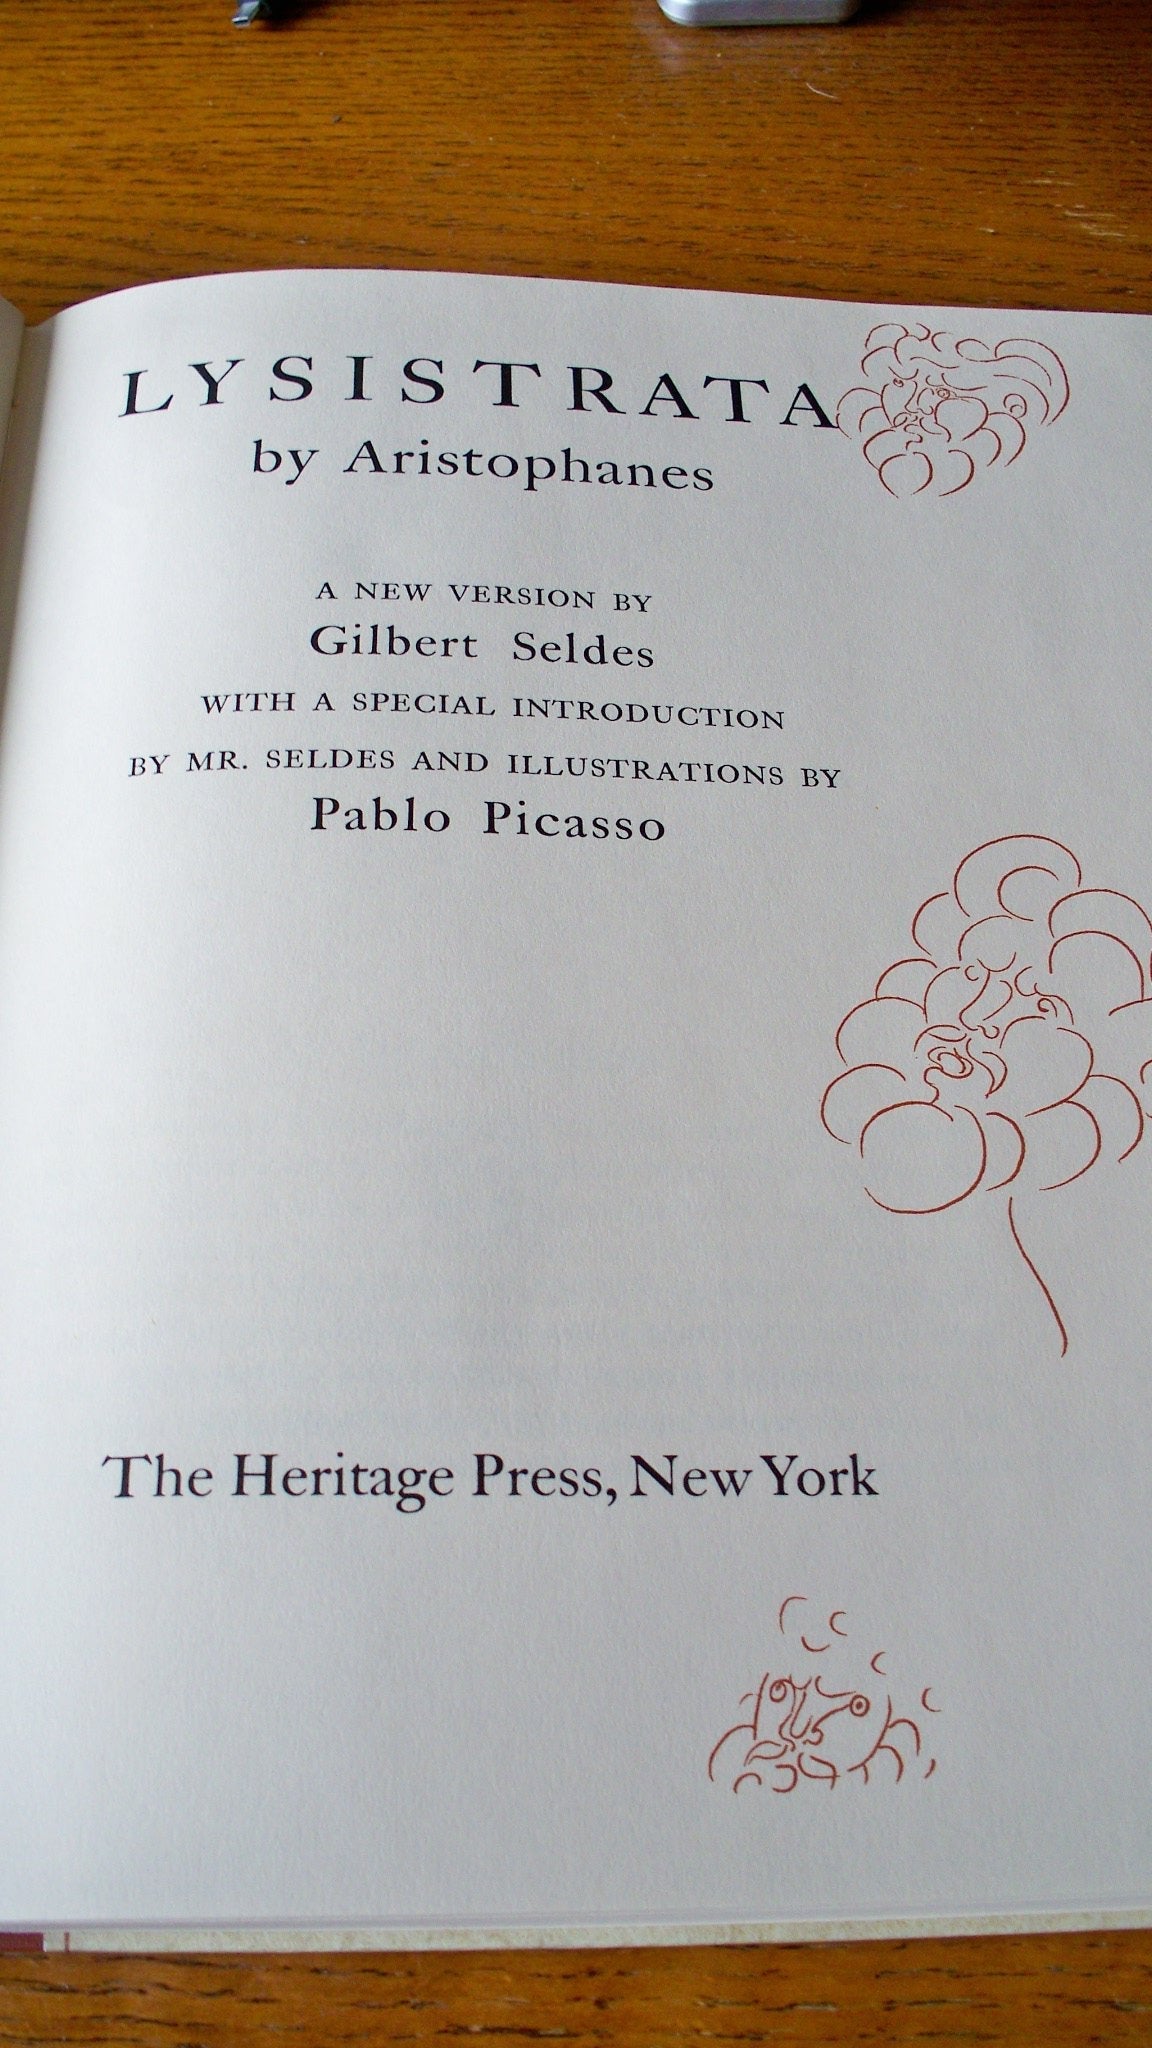 LYSISTRATA
by Aristophanes
A NEW VERSION BY
Gilbert Seldes
WITH A SPECIAL INTRODUCTION
BY MR. SELDES AND ILLUSTRATIONS BY
Pablo Picasso
The Heritage Press, New York